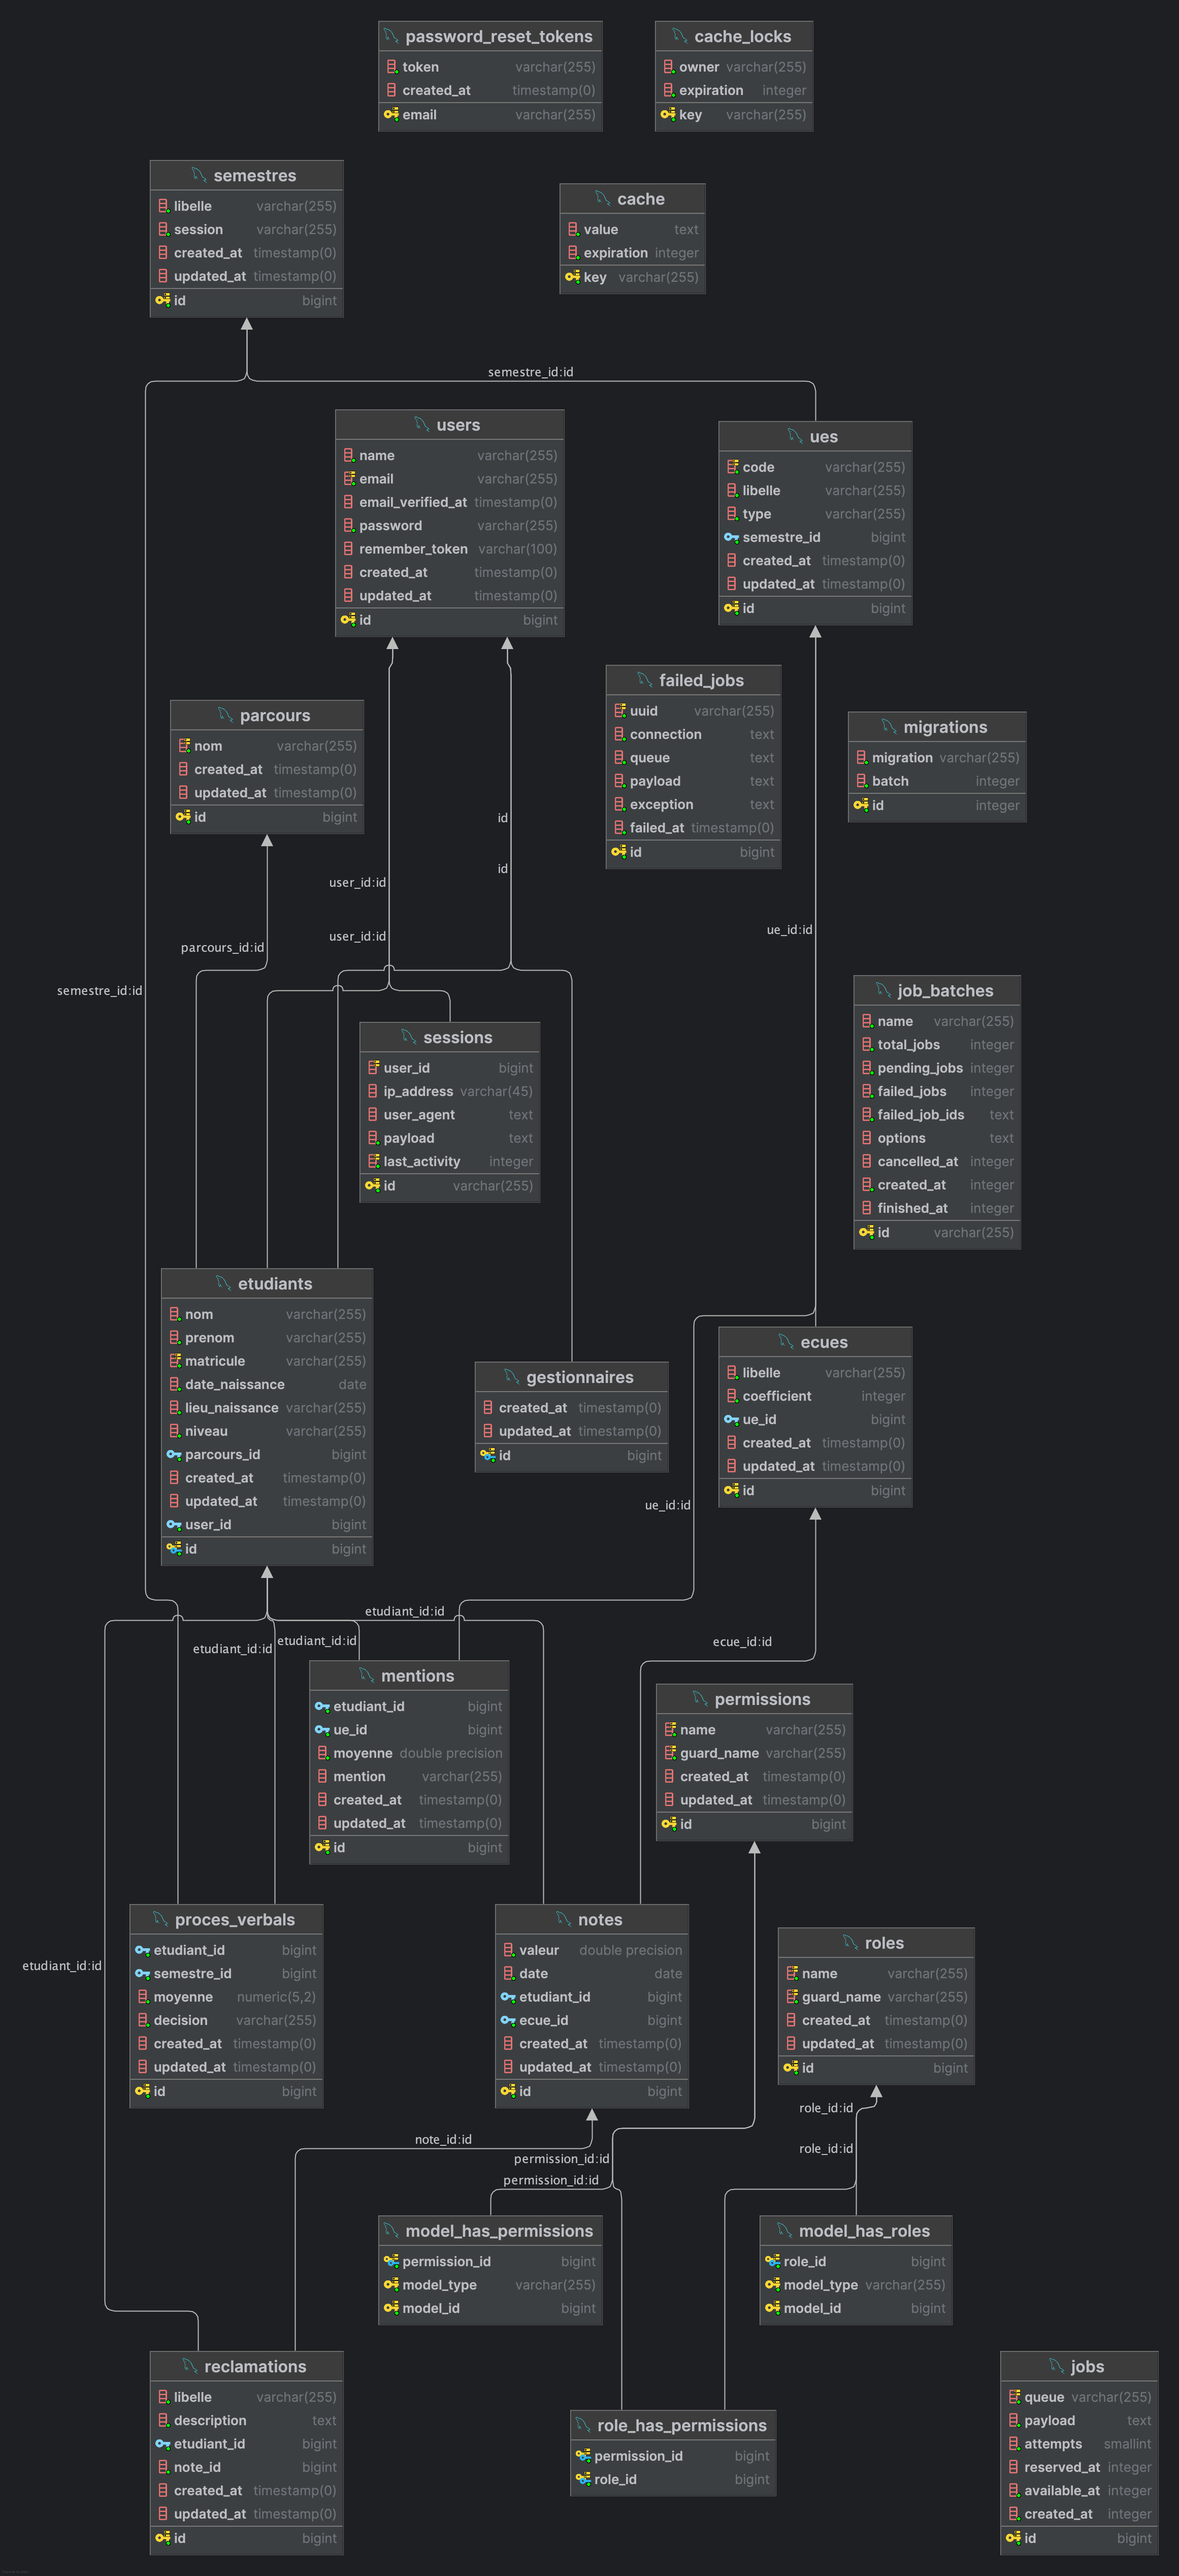 password_reset_tokens
token varchar(255)
created_at timestamp(0)
email varchar(255)
cache_locks
owner varchar(255)
expiration integer
key varchar(255)
semestres
libelle varchar(255)
session varchar(255)
created_at timestamp(0)
updated_at timestamp(0)
id bigint
cache
value text
expiration integer
key varchar(255)
semestre_id:id
users
name varchar(255)
email varchar(255)
email_verified_at timestamp(0)
password varchar(255)
remember_token varchar(100)
created_at timestamp(0)
updated_at timestamp(0)
id bigint
ues
code varchar(255)
libelle varchar(255)
type varchar(255)
semestre_id bigint
created_at timestamp(0)
updated_at timestamp(0)
id bigint
failed_jobs
uuid varchar(255)
connection text
queue text
payload text
exception text
failed_at timestamp(0)
id bigint
parcours
nom varchar(255)
created_at timestamp(0)
updated_at timestamp(0)
id bigint
migrations
migration varchar(255)
batch integer
id integer
id
id
user_id:id
ue_id:id
user_id:id
parcours_id:id
semestre_id:id
job_batches
name varchar(255)
total_jobs integer
pending_jobs integer
failed_jobs integer
failed_job_ids text
options text
cancelled_at integer
created_at integer
finished_at integer
id varchar(255)
sessions
user_id bigint
ip_address varchar(45)
user_agent text
payload text
last_activity integer
id varchar(255)
etudiants
nom varchar(255)
prenom varchar(255)
matricule varchar(255)
date_naissance date
lieu_naissance varchar(255)
niveau varchar(255)
parcours_id bigint
created_at timestamp(0)
updated_at timestamp(0)
user_id bigint
id bigint
gestionnaires
created_at timestamp(0)
updated_at timestamp(0)
id bigint
ecues
libelle varchar(255)
coefficient integer
ue_id bigint
created_at timestamp(0)
updated_at timestamp(0)
id bigint
ue_id:id
etudiant_id:id
etudiant_id:id
etudiant_id:id
ecue_id:id
mentions
etudiant_id bigint
ue_id bigint
moyenne double precision
mention varchar(255)
created_at timestamp(0)
updated_at timestamp(0)
id bigint
permissions
name varchar(255)
guard_name varchar(255)
created_at timestamp(0)
updated_at timestamp(0)
id bigint
proces_verbals
etudiant_id bigint
semestre_id bigint
moyenne numeric(5,2)
decision varchar(255)
created_at timestamp(0)
updated_at timestamp(0)
id bigint
notes
valeur double precision
date date
etudiant_id bigint
ecue_id bigint
created_at timestamp(0)
updated_at timestamp(0)
id bigint
roles
name varchar(255)
guard_name varchar(255)
created_at timestamp(0)
updated_at timestamp(0)
id bigint
etudiant_id:id
role_id:id
note_id:id
role_id:id
permission_id:id
permission_id:id
model_has_permissions
permission_id bigint
model_type varchar(255)
model_id bigint
model_has_roles
role_id bigint
model_type varchar(255)
model_id bigint
reclamations
libelle varchar(255)
description text
etudiant_id bigint
note_id bigint
created_at timestamp(0)
updated_at timestamp(0)
id bigint
role_has_permissions
permission_id bigint
role_id bigint
jobs
queue varchar(255)
payload text
attempts smallint
reserved_at integer
available_at integer
created_at integer
id bigint